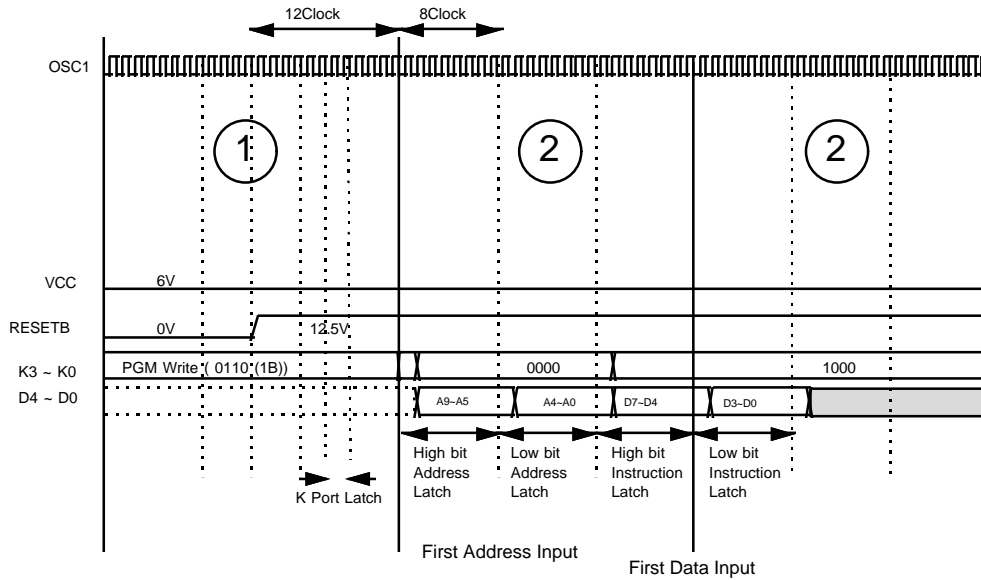 12Clock 8Clock
OSC1
1 2 2
VCC 6V
RESETB 0V 12.5V
K3 ~ K0 PGM Write ( 0110 (1B)) 0000 1000
D4 ~ D0 A9~A5 A4~A0 D7~D4 D3~D0
High bit Address Latch
Low bit Address Latch
High bit Instruction Latch
Low bit Instruction Latch
K Port Latch
First Address Input
First Data Input